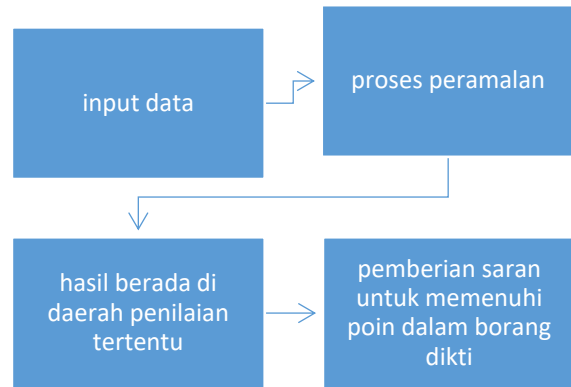 input data
proses peramalan
hasil berada di
daerah penilaian
tertentu
pemberian saran
untuk memenuhi
poin dalam borang
dikti